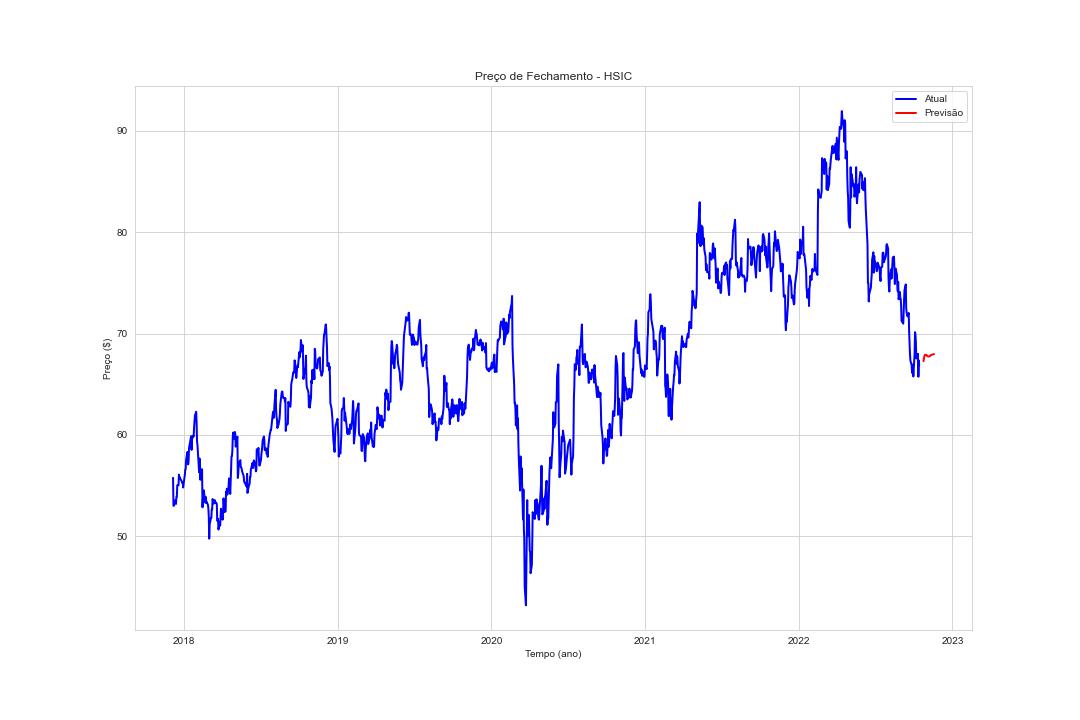 Preço de Fechamento - HSIC
Atual
Previsão
90
80
70
60
50
Preço ($)
2018 2019 2020 2021 2022 2023
Tempo (ano)